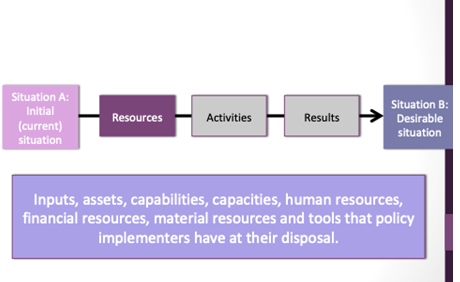 Situation A:
Initial
(current)
situation
Resources
Activities
Results
Situation B:
Desirable
situation
Inputs, assets, capabilities, capacities, human resources,
financial resources, material resources and tools that policy
implementers have at their disposal.